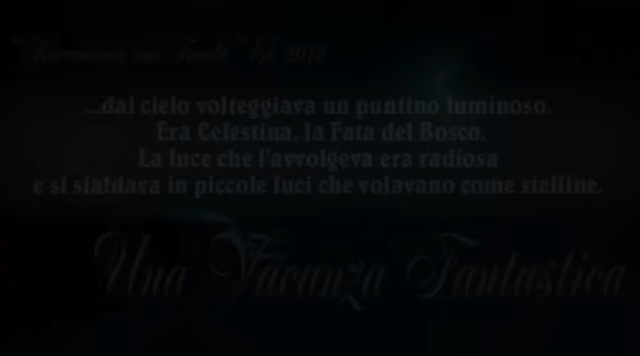 ...dal cielo volteggiava un puntino luminoso.
Era Celestina, la Fata del Bosco.
La luce che l'avvolgeva era radiosa
e si sfaldava in piccole luci che volavano come stelline.
Una Vacanza Fantastica